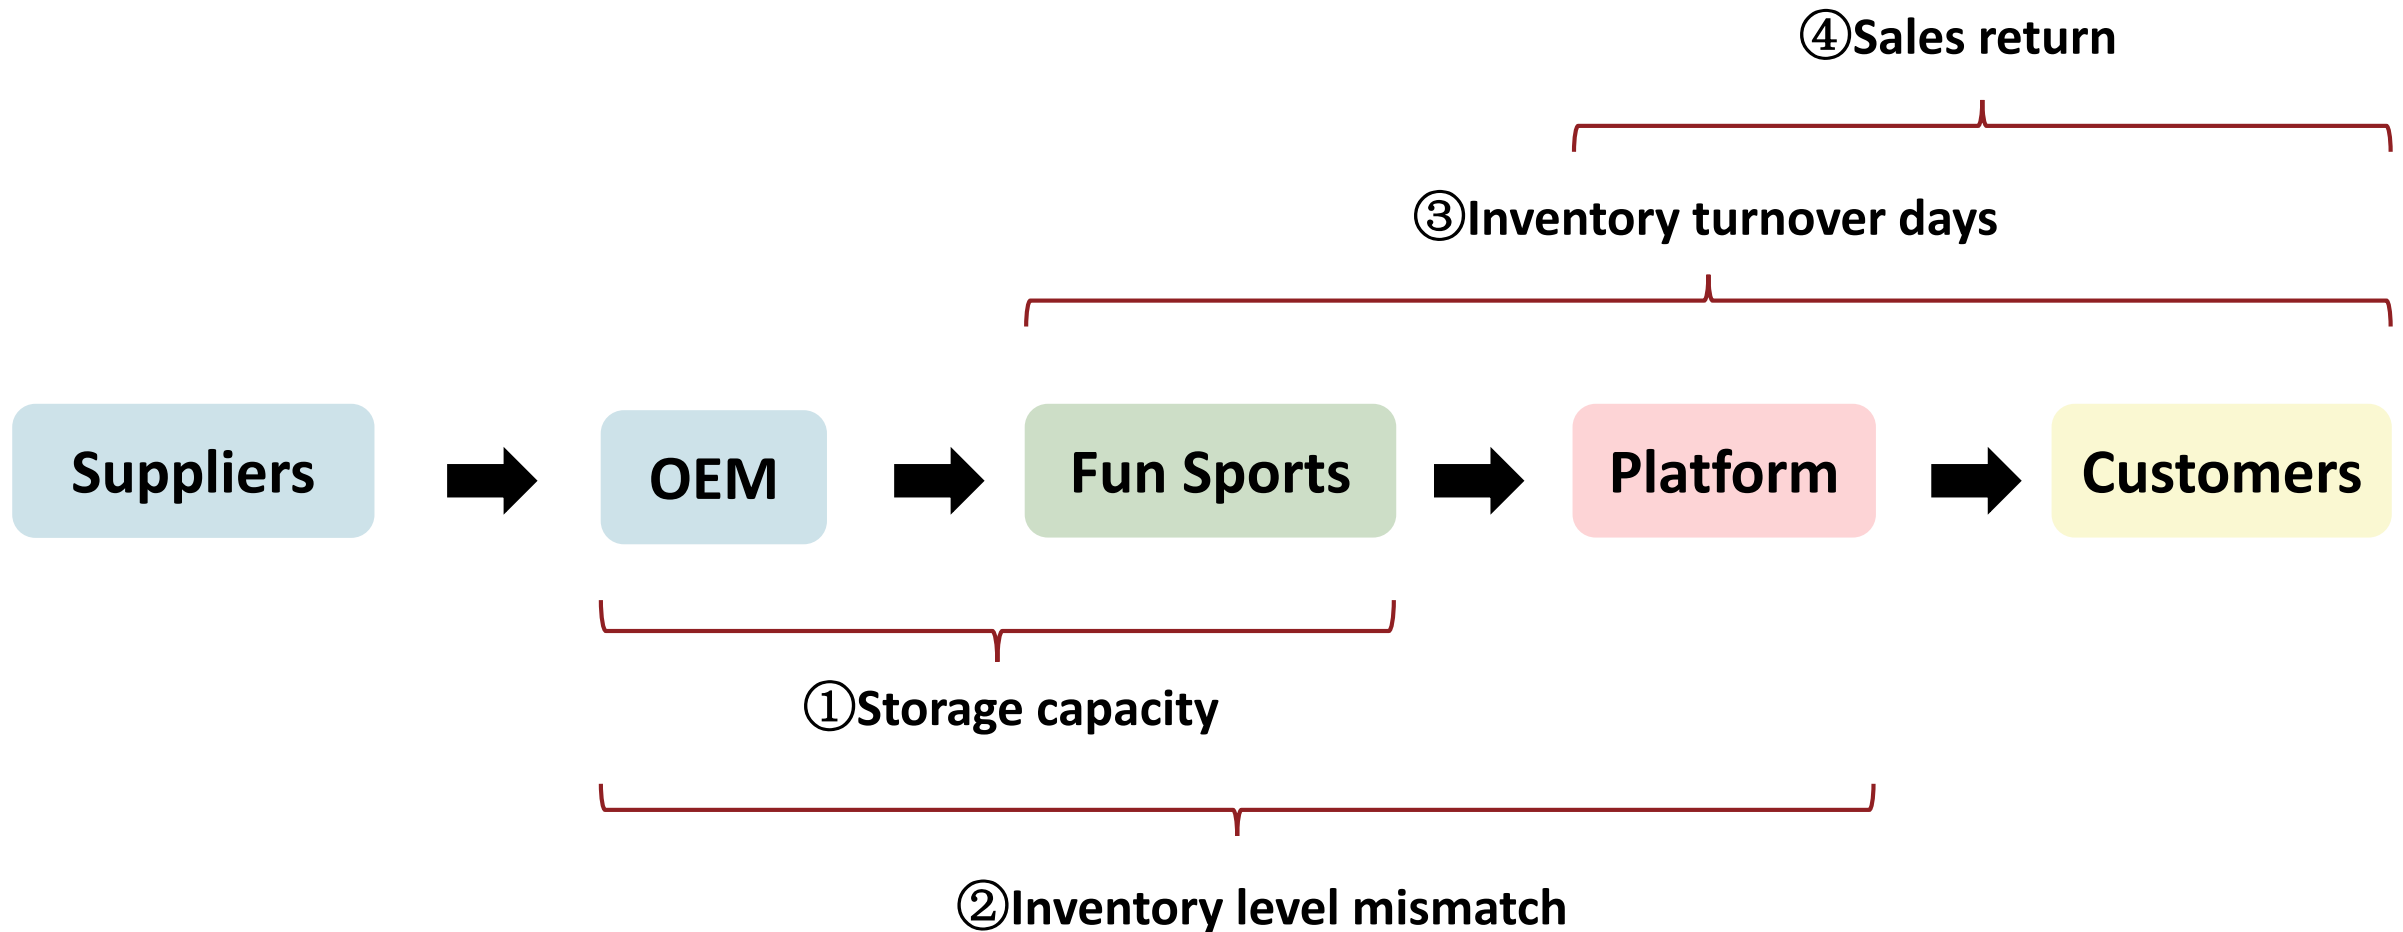 ④Sales return
③Inventory turnover days
Suppliers
OEM
Fun Sports
Platform
Customers
①Storage capacity
②Inventory level mismatch